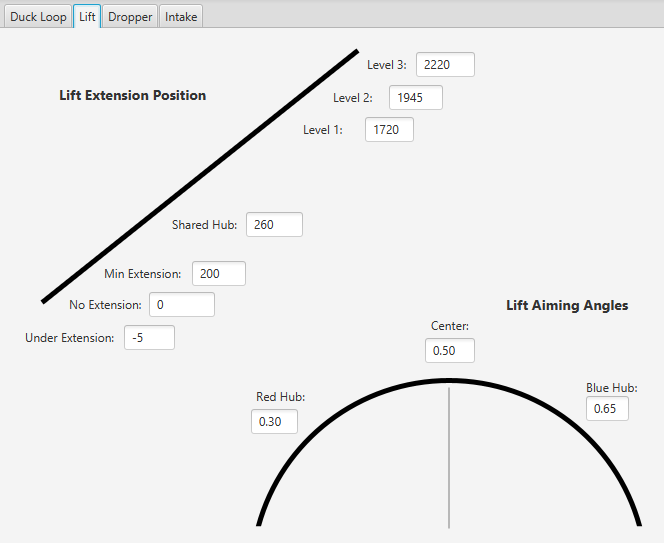 Duck Loop Lift Dropper Intake
Level 3: 2220
Lift Extension Position
Level 2: 1945
Level 1: 1720
Shared Hub: 260
Min Extension: 200
No Extension: 0
Lift Aiming Angles
Under Extension: -5
Center:
0.50
Red Hub:
0.30
Blue Hub:
0.65